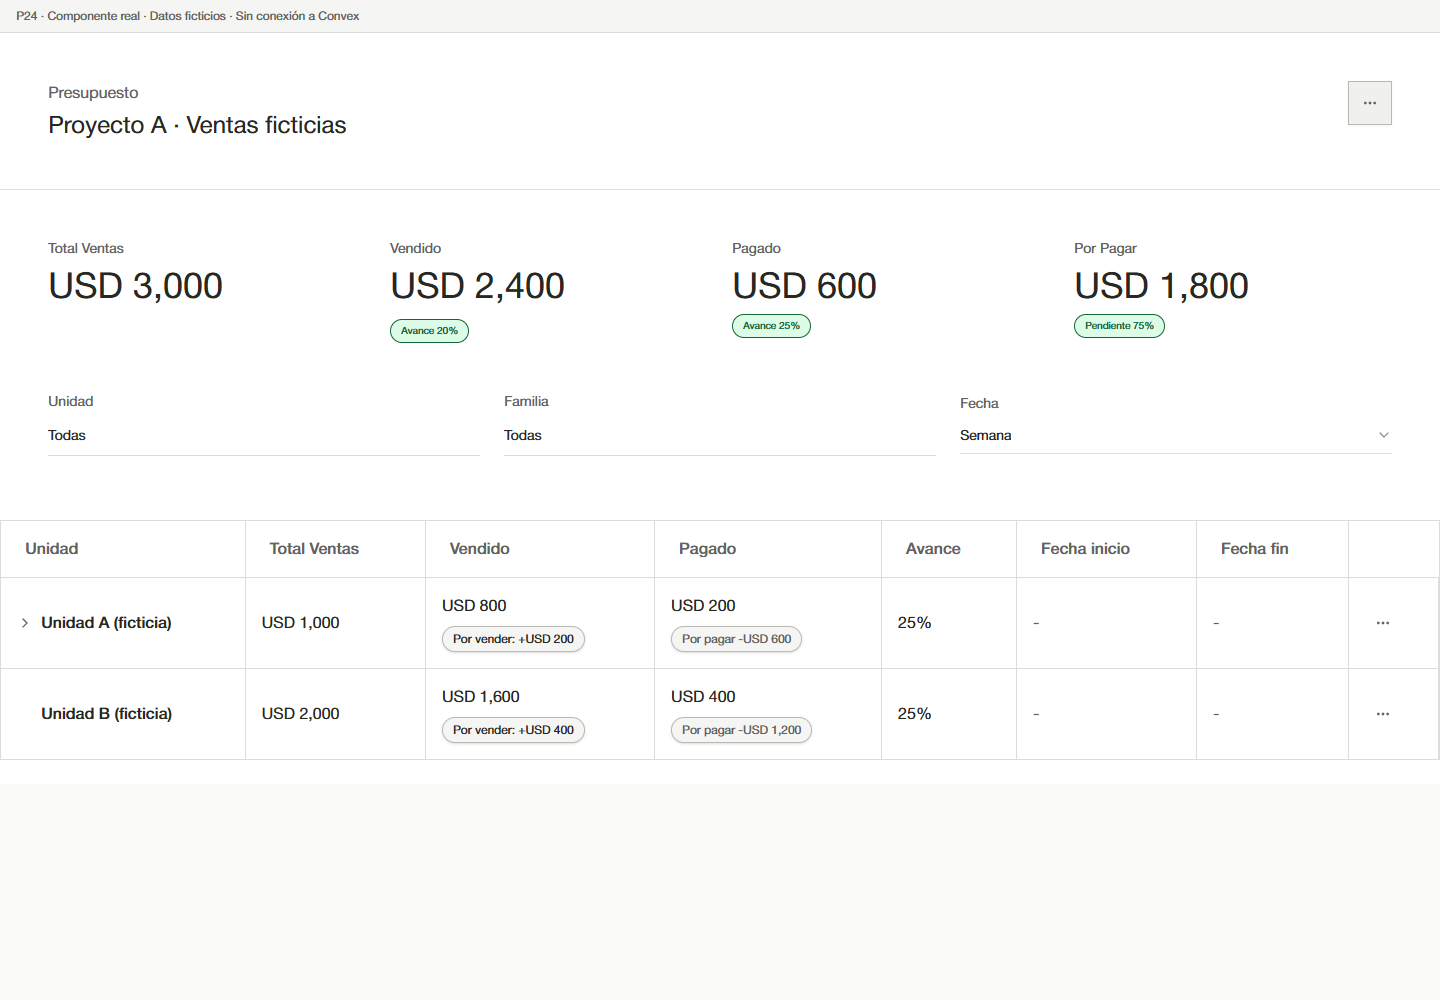 P24 · Componente real · Datos ficticios · Sin conexión a Convex
Presupuesto
Proyecto A · Ventas ficticias
Total Ventas
USD 3,000
Vendido
USD 2,400
Avance 20%
Pagado
USD 600
Avance 25%
Por Pagar
USD 1,800
Pendiente 75%
Unidad
Todas
Familia
Todas
Fecha
Semana
Unidad Total Ventas Vendido Pagado Avance Fecha inicio Fecha fin
Unidad A (ficticia) USD 1,000 USD 800 USD 200 25% - -
Por vender: +USD 200 Por pagar -USD 600
Unidad B (ficticia) USD 2,000 USD 1,600 USD 400 25% - -
Por vender: +USD 400 Por pagar -USD 1,200